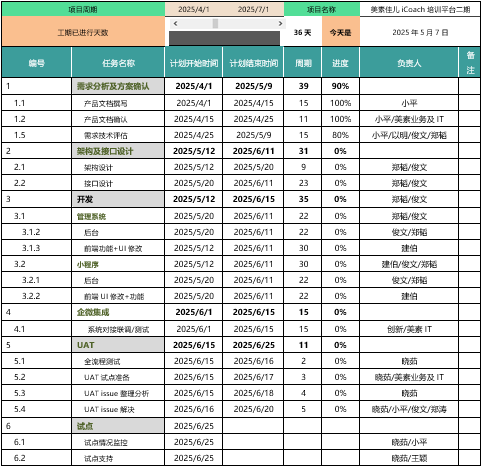 项目周期 2025/4/1 2025/7/1 项目名称 美素佳儿 iCoach 培训平台二期
工期已进行天数 36 天 今天是 2025 年 5 月 7 日
编号 任务名称 计划开始时间 计划结束时间 周期 进度 负责人 备注
1 需求分析及方案确认 2025/4/1 2025/5/9 39 90%
1.1 产品文档撰写 2025/4/1 2025/4/15 15 100% 小平
1.2 产品文档确认 2025/4/15 2025/4/25 11 100% 小平/美素业务及 IT
1.5 需求技术评估 2025/4/25 2025/5/9 15 80% 小平/以明/俊文/郑韬
2 架构及接口设计 2025/5/12 2025/6/11 31 0%
2.1 架构设计 2025/5/12 2025/5/20 9 0% 郑韬/俊文
2.2 接口设计 2025/5/20 2025/6/11 23 0% 郑韬/俊文
3 开发 2025/5/12 2025/6/15 35 0% 郑韬/俊文
3.1 管理系统 2025/5/20 2025/6/11 22 0% 郑韬/俊文
3.1.2 后台 2025/5/20 2025/6/11 22 0% 俊文/郑韬
3.1.3 前端功能+UI 修改 2025/5/12 2025/6/11 30 0% 建伯
3.2 小程序 2025/5/12 2025/6/11 30 0% 建伯/俊文/郑韬
3.2.1 后台 2025/5/20 2025/6/11 22 0% 俊文/郑韬
3.2.2 前端 UI 修改+功能 2025/5/20 2025/6/11 22 0% 建伯
4 企微集成 2025/6/1 2025/6/15 15 0%
4.1 系统对接联调/测试 2025/6/1 2025/6/15 15 0% 创新/美素 IT
5 UAT 2025/6/15 2025/6/25 11 0%
5.1 全流程测试 2025/6/15 2025/6/16 2 0% 晓茹
5.2 UAT 试点准备 2025/6/15 2025/6/17 3 0% 晓茹/美素业务及 IT
5.3 UAT issue 整理分析 2025/6/15 2025/6/18 4 0% 晓茹
5.4 UAT issue 解决 2025/6/16 2025/6/20 5 0% 晓茹/小平/俊文/郑涛
6 试点 2025/6/25
6.1 试点情况监控 2025/6/25 晓茹/小平
6.2 试点支持 2025/6/25 晓茹/王颖